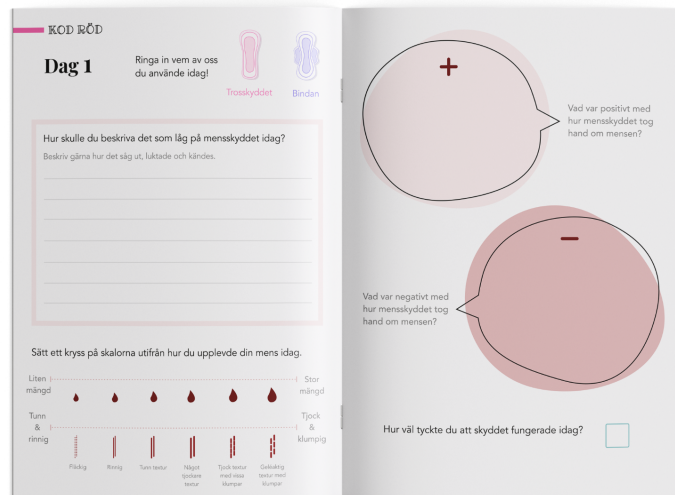 KOD RÖD
Dag 1
Ringa in vem av oss
du använde idag!
Trosskyddet
Bindan
Hur skulle du beskriva det som låg på mensskyddet idag?
Beskriv gärna hur det såg ut, luktade och kändes.
Sätt ett kryss på skalorna utifrån hur du upplevde din mens idag.
Liten
mängd
Stor
mängd
Tunn
&
rinnig
Tjock
&
klumpig
Fläckig
Rinnig
Tunn textur
Något
tjockare
textur
Tjock textur
med vissa
klumpar
Geléaktig
textur med
klumpar
+
Vad var positivt med
hur mensskyddet tog
hand om mensen?
−
Vad var negativt med
hur mensskyddet tog
hand om mensen?
Hur väl tyckte du att skyddet fungerade idag?